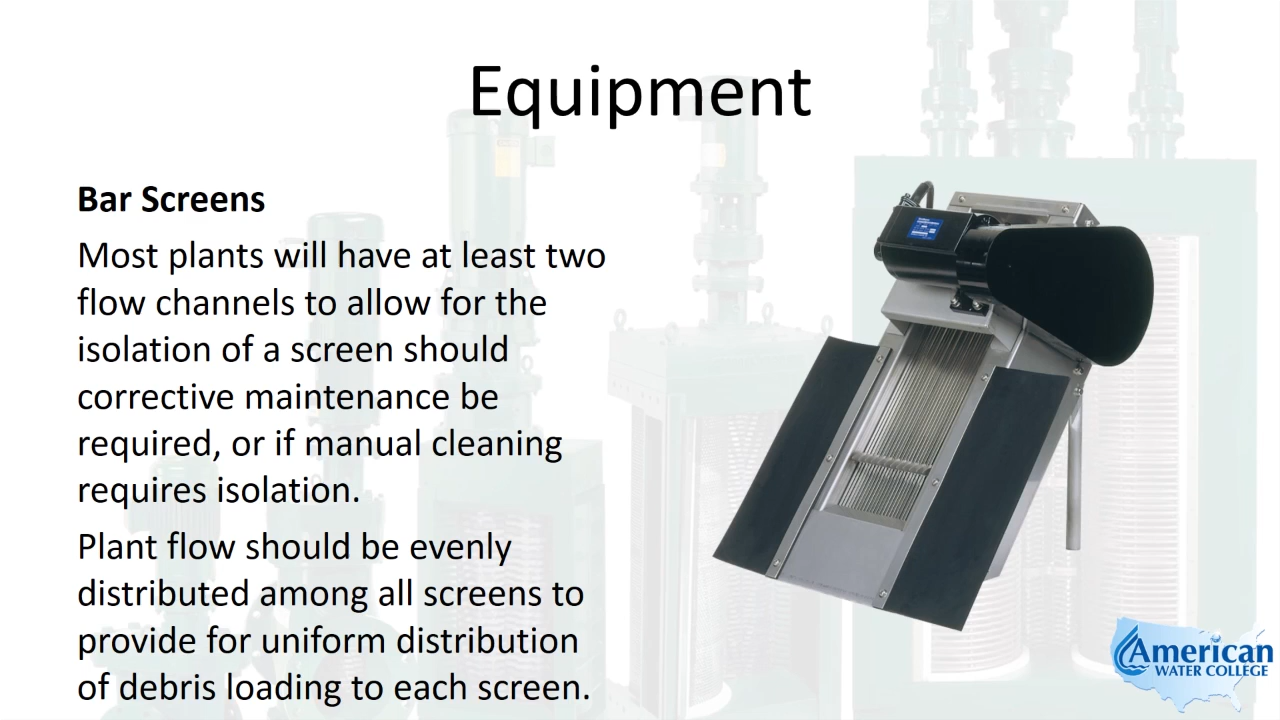 Equipment
Bar Screens
Most plants will have at least two
flow channels to allow for the
isolation of a screen should
corrective maintenance be
required, or if manual cleaning
requires isolation.
Plant flow should be evenly
distributed among all screens to
provide for uniform distribution
of debris loading to each screen.
American
WATER COLLEGE